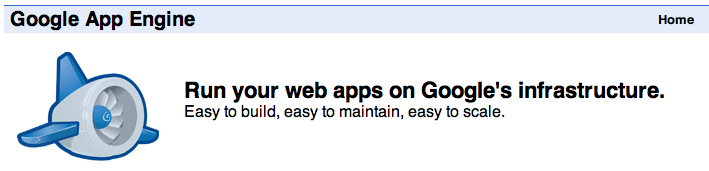 Google App Engine
Home
Run your web apps on Google's infrastructure.
Easy to build, easy to maintain, easy to scale.